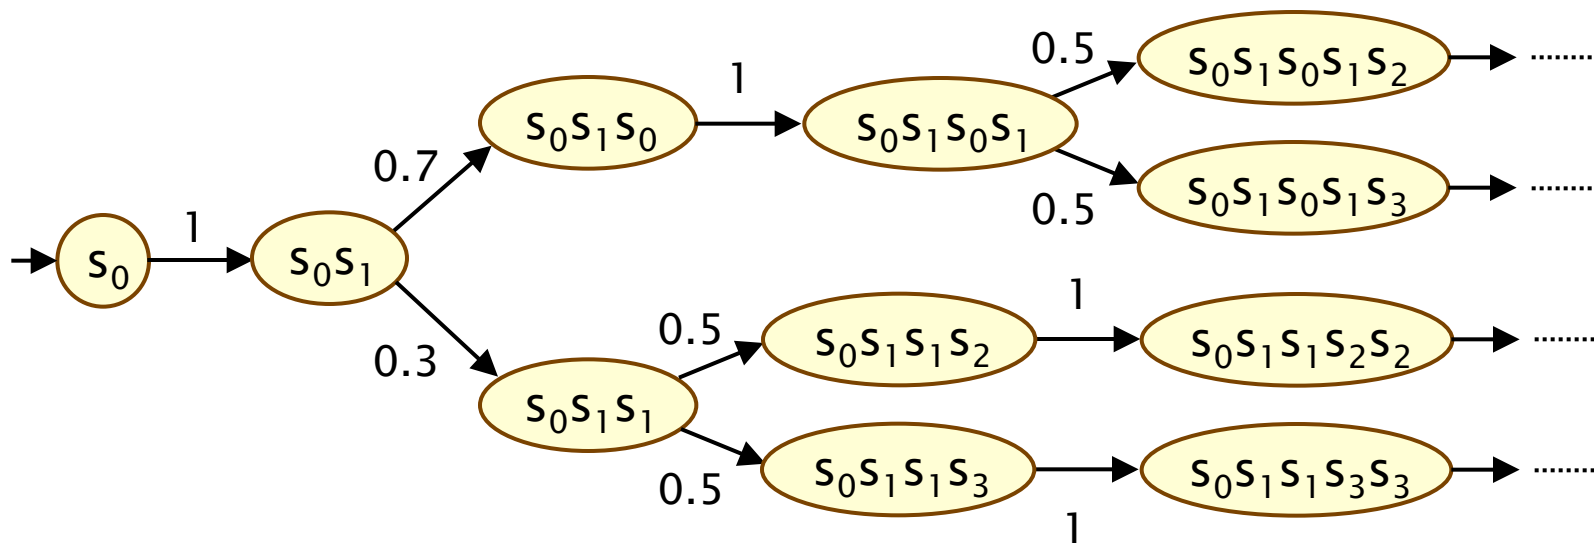 0.5 s₀s₁s₀s₁s₂ ........
1
s₀s₁s₀ s₀s₁s₀s₁
0.7
0.5 s₀s₁s₀s₁s₃ ........
1
s₀ s₀s₁
1
0.5 s₀s₁s₁s₂ s₀s₁s₁s₂s₂ ........
0.3
s₀s₁s₁
0.5 s₀s₁s₁s₃ s₀s₁s₁s₃s₃ ........
1